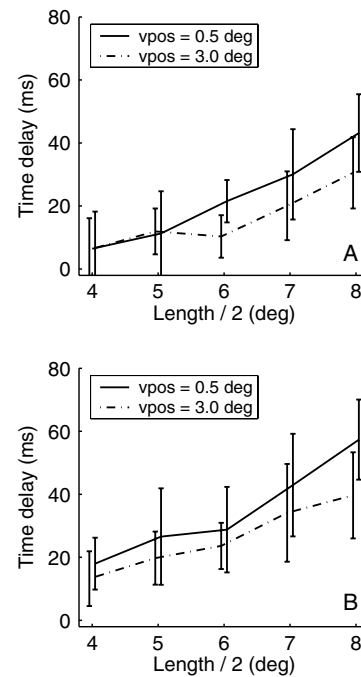 80
vpos = 0.5 deg
vpos = 3.0 deg
60
40
20
0
Time delay (ms)
4 5 6 7 8
Length / 2 (deg)
A
80
vpos = 0.5 deg
vpos = 3.0 deg
60
40
20
0
Time delay (ms)
4 5 6 7 8
Length / 2 (deg)
B